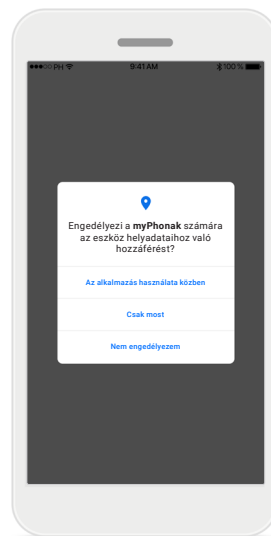 PH 9:41 AM 100 %
Engedélyezi a myPhonak számára
az eszköz helyadataihoz való
hozzáférést?
Az alkalmazás használata közben
Csak most
Nem engedélyezem